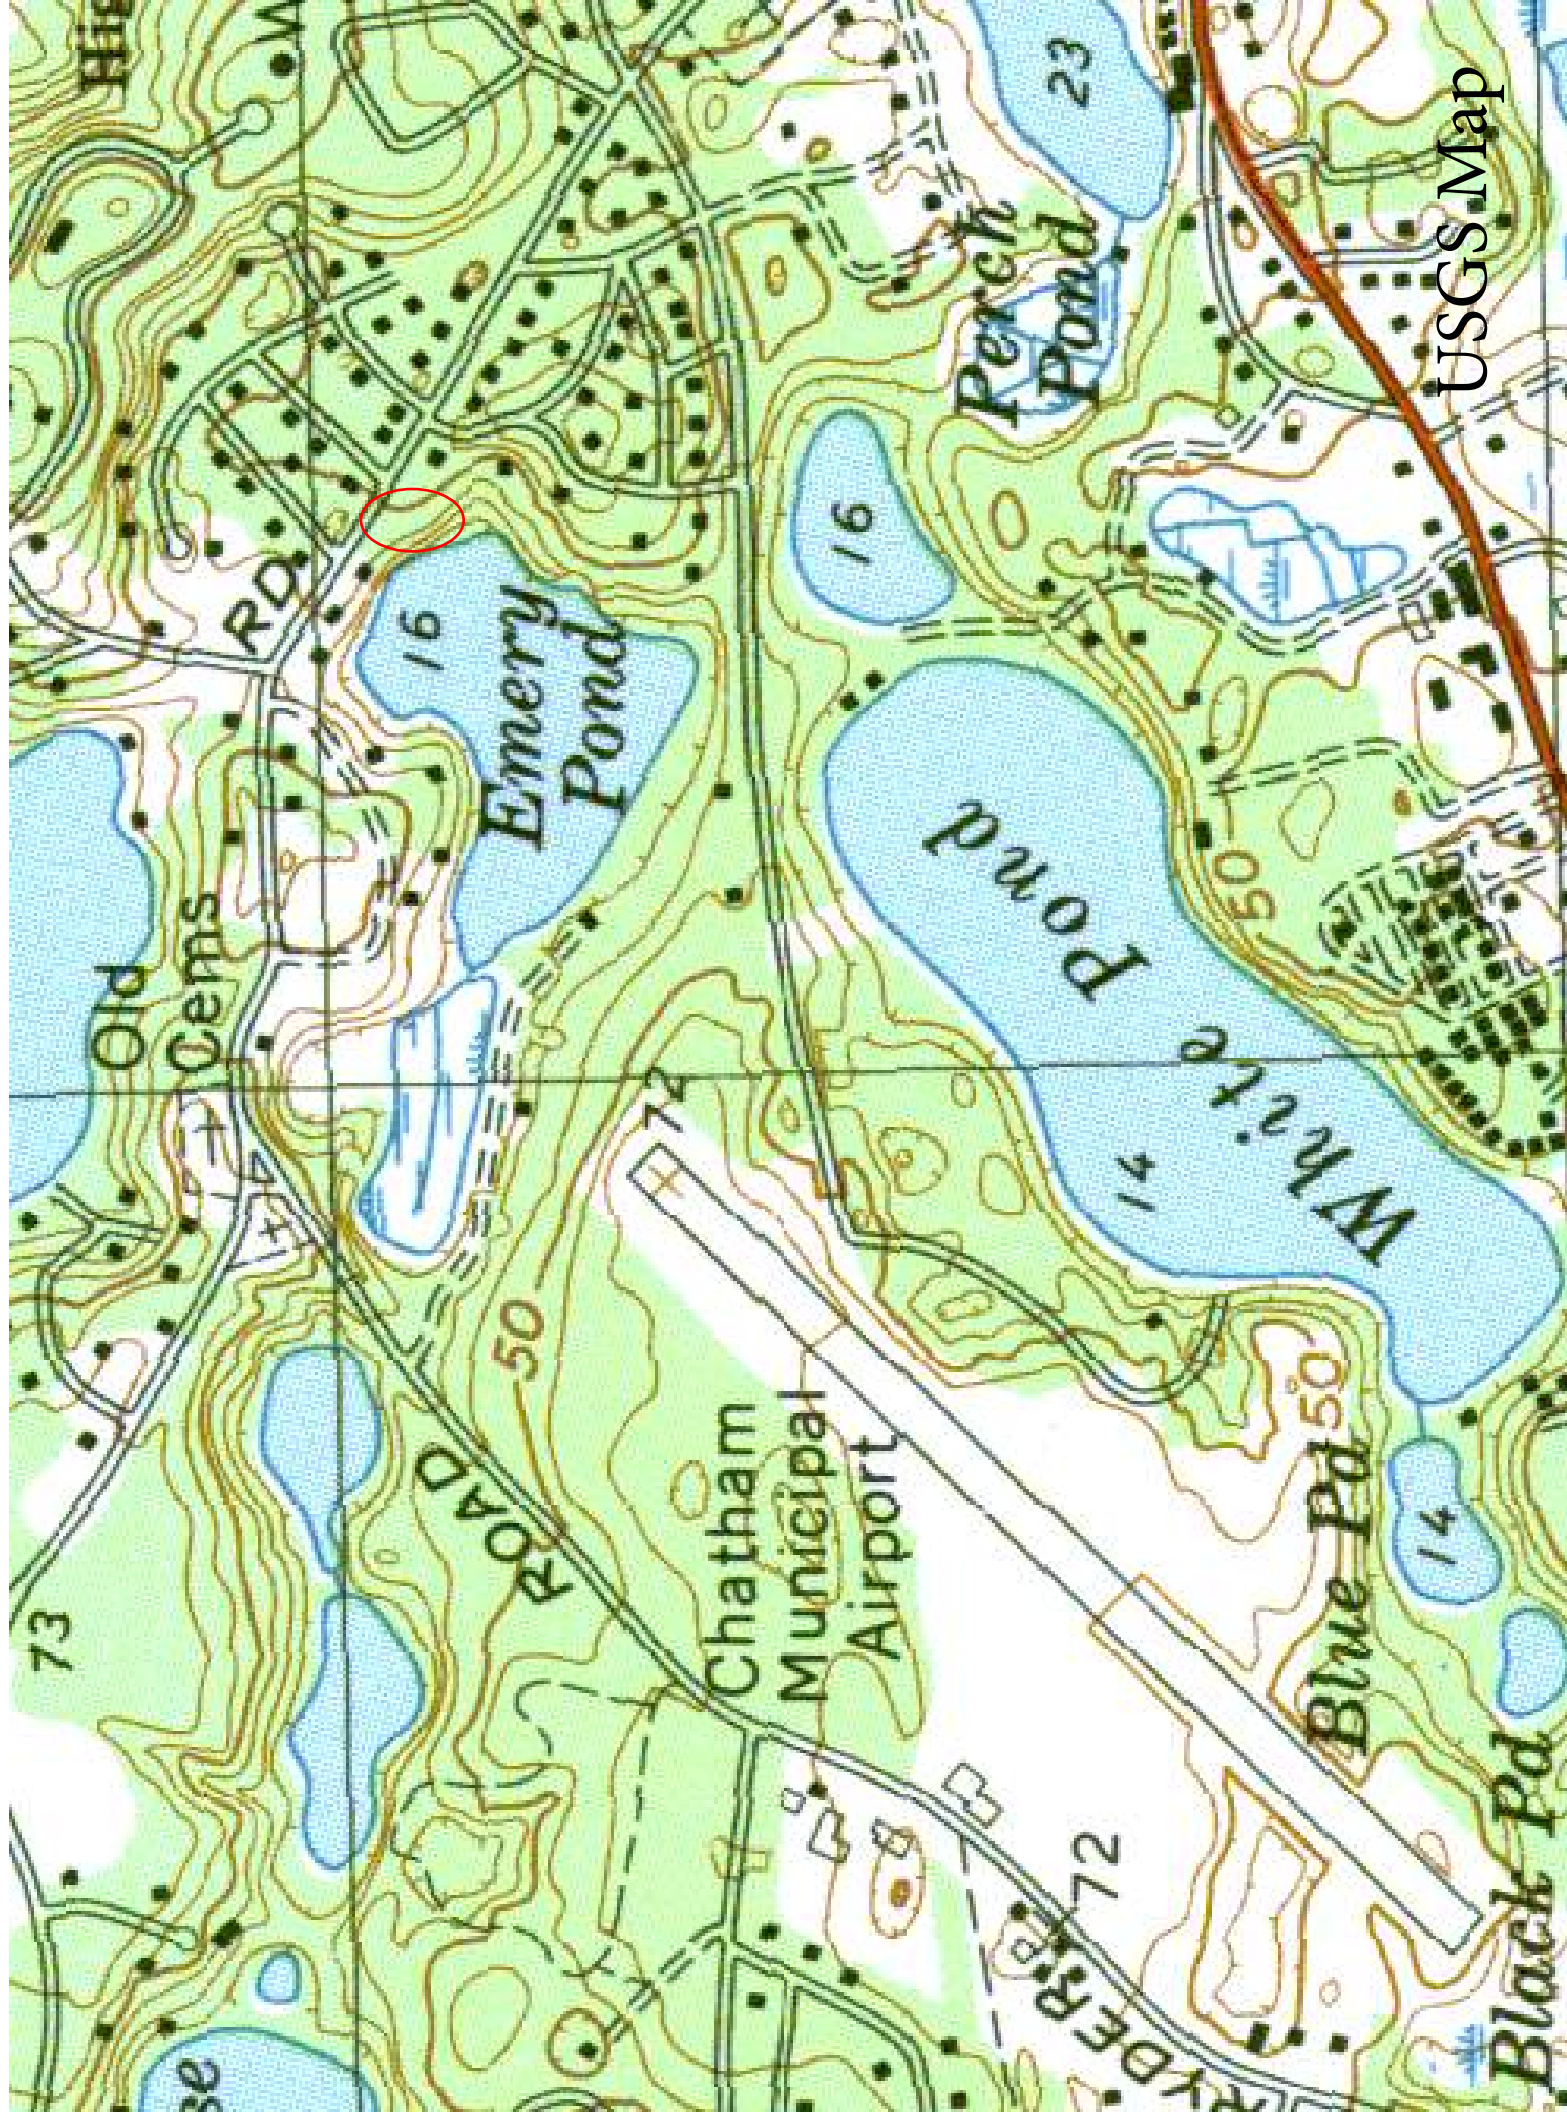 USGS Map
23
Perch
Pond
16
RD
16
Emery
Pond
White Pond
14
50
Old
Cems
72
50
ROAD
Chatham
Municipal
Airport
50
Blue Pd
14
73
72
RYDER
Black Pd